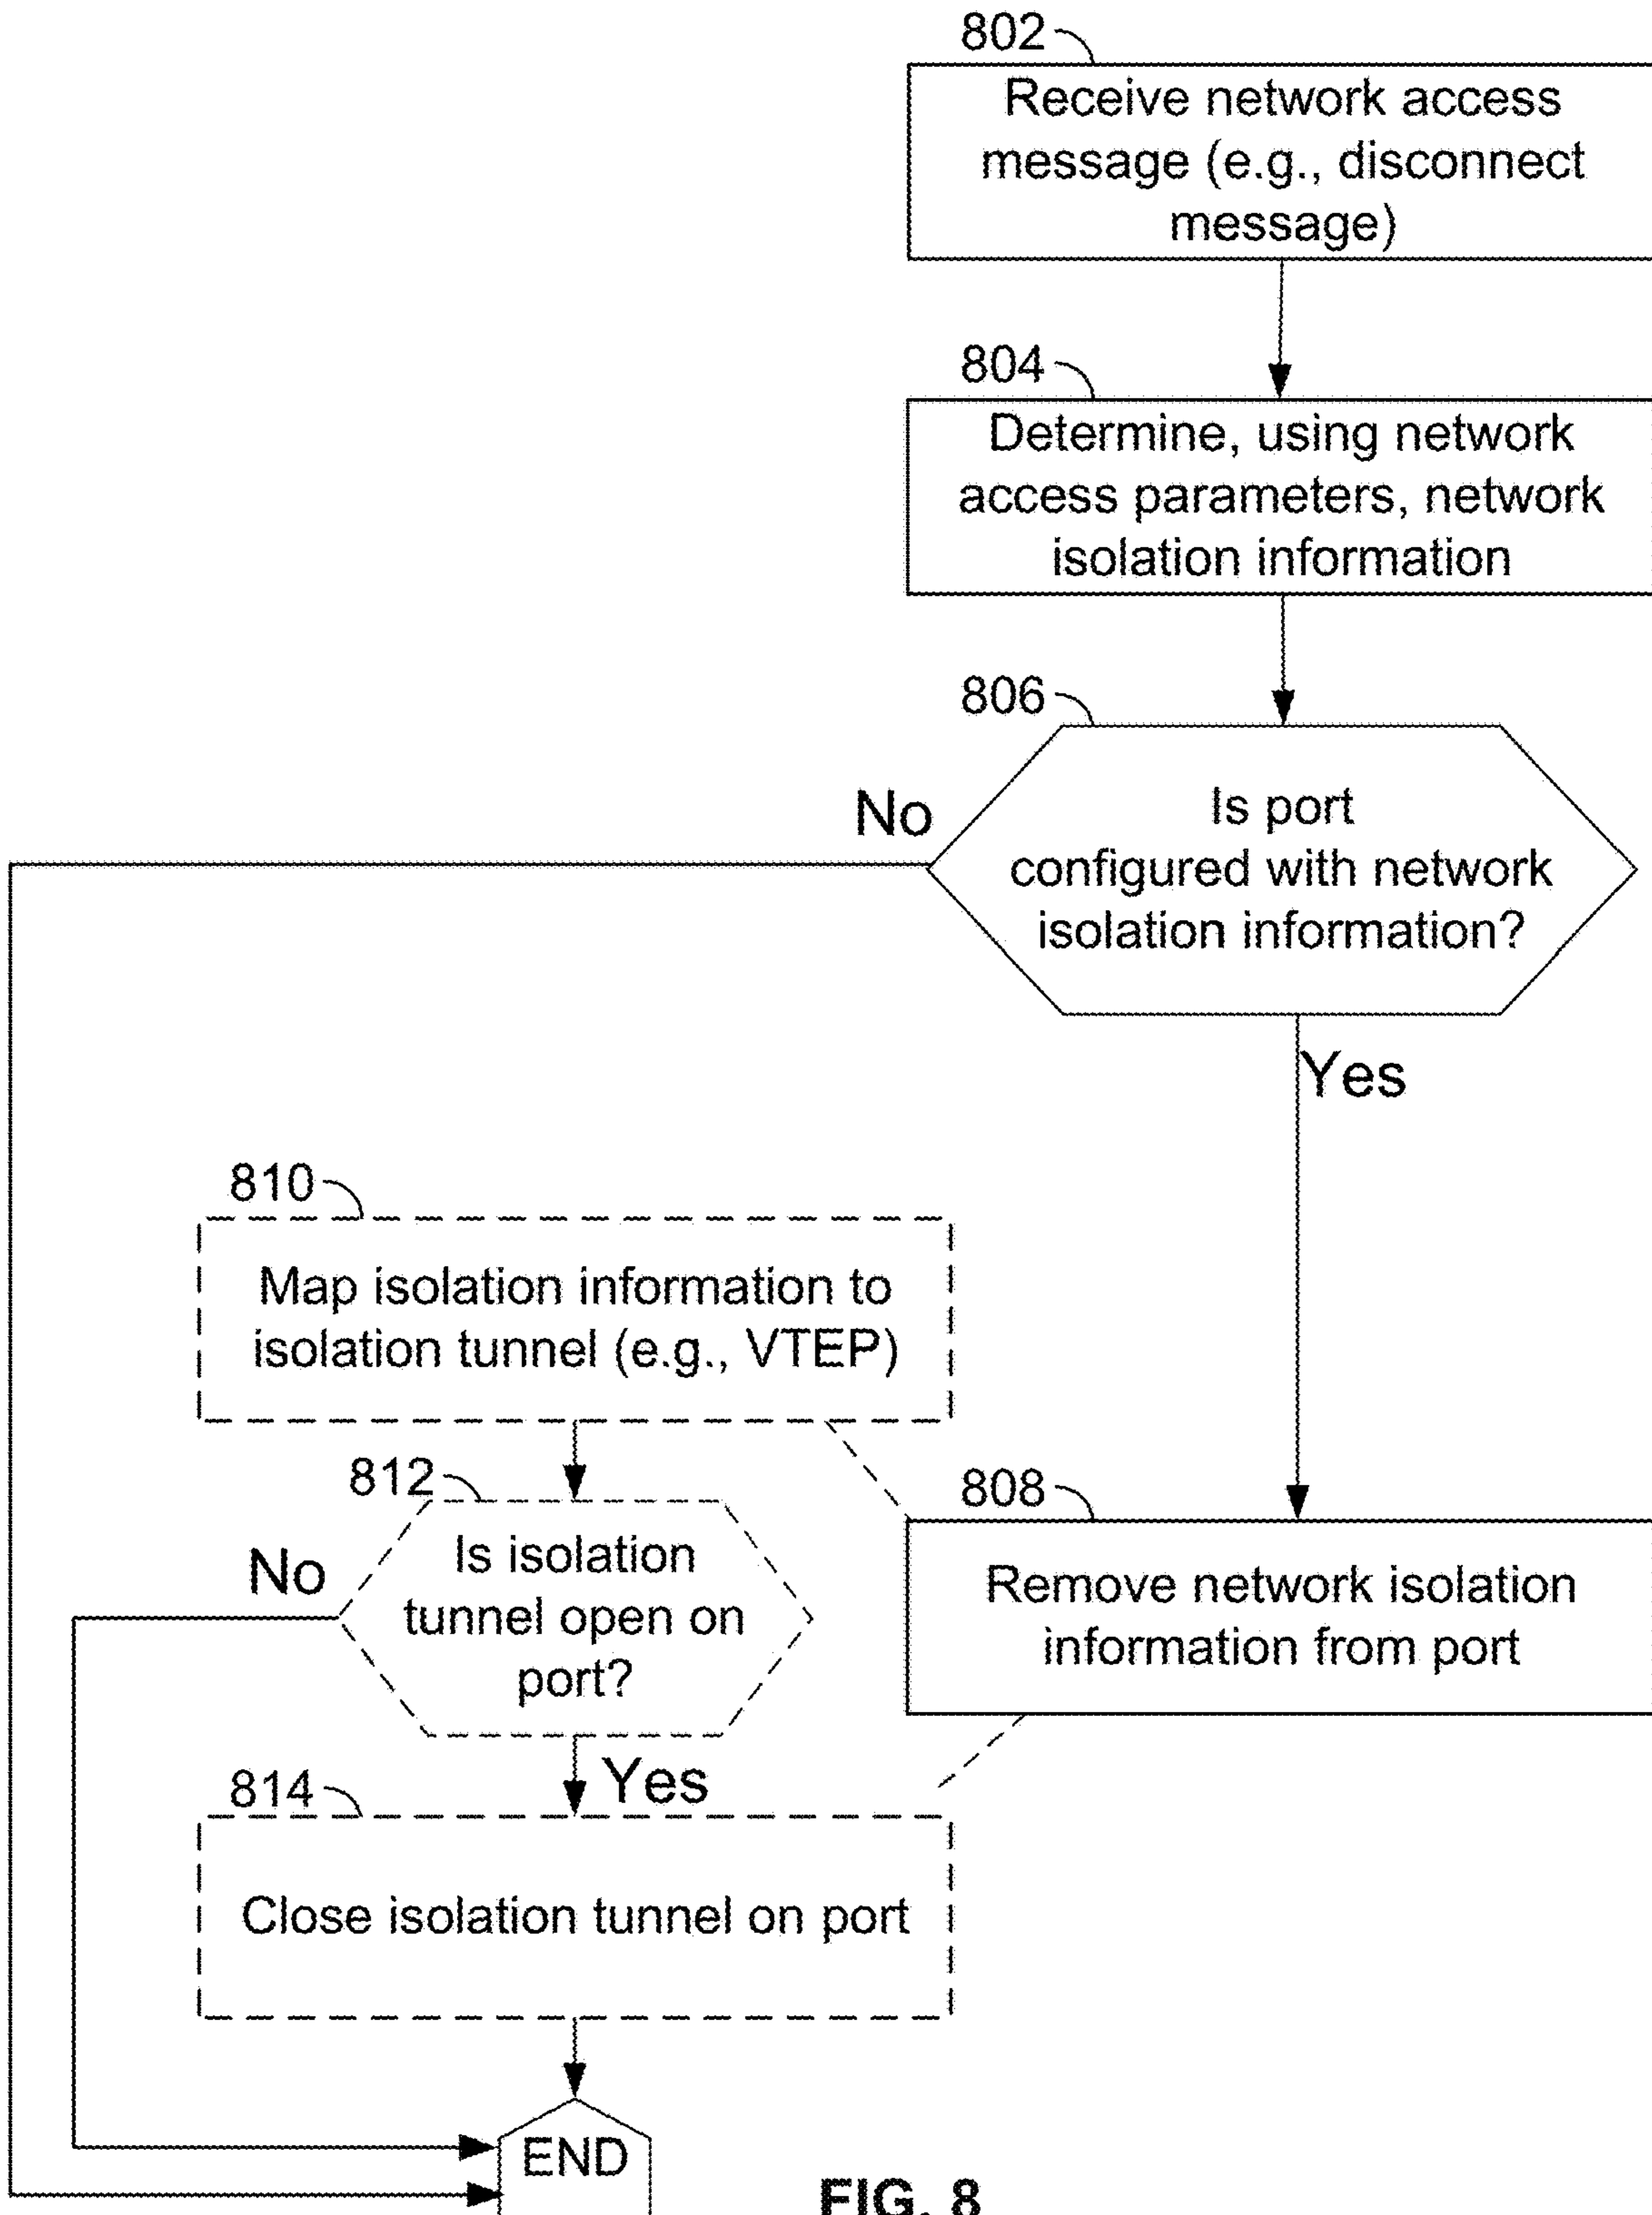 802
Receive network access
message (e.g., disconnect
message)
804
Determine, using network
access parameters, network
isolation information
806
Is port
configured with network
isolation information?
No
Yes
810
Map isolation information to
isolation tunnel (e.g., VTEP)
812
Is isolation
tunnel open on
port?
No
Yes
808
Remove network isolation
information from port
814
Close isolation tunnel on port
END
FIG. 8